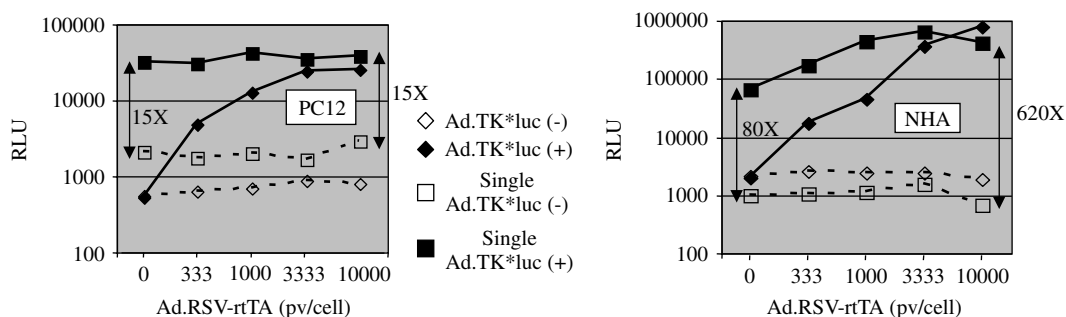 100000
10000
1000
100
RLU
15X
PC12
15X
0 333 1000 3333 10000
Ad.RSV-rtTA (pv/cell)
Ad.TK*luc (-)
Ad.TK*luc (+)
Single
Ad.TK*luc (-)
Single
Ad.TK*luc (+)
1000000
100000
10000
1000
100
RLU
80X
NHA
620X
0 333 1000 3333 10000
Ad.RSV-rtTA (pv/cell)